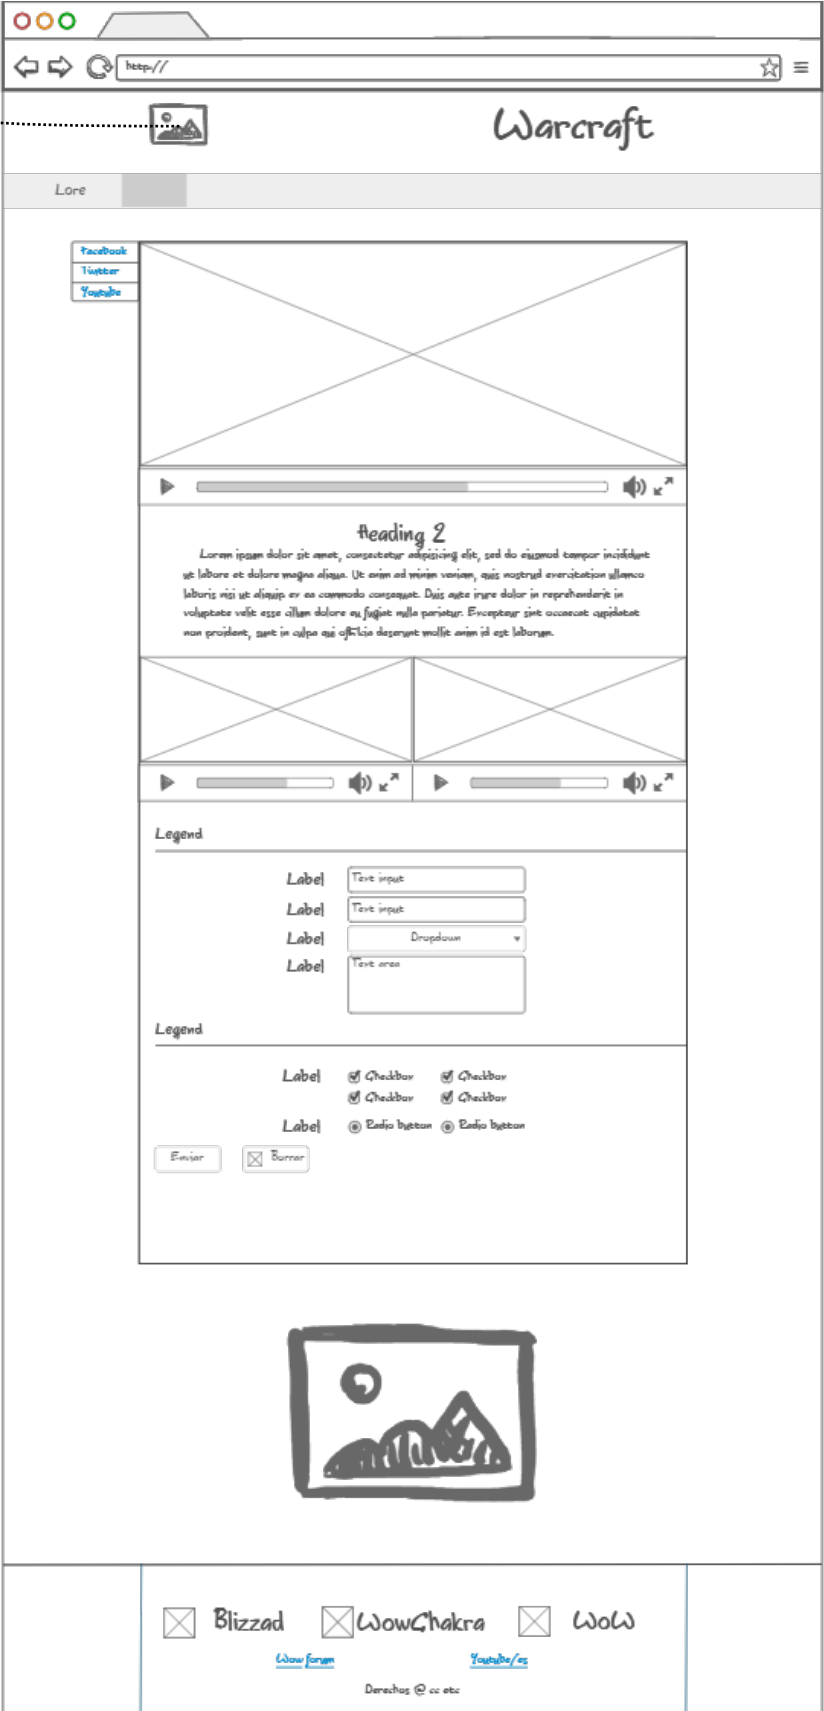 http://
Warcraft
Lore
Facebook
Twitter
Youtube
Heading 2
Lorem ipsum dolor sit amet, consectetur adipisicing elit, sed do eiusmod tempor incididunt
ut labore et dolore magna aliqua. Ut enim ad minim veniam, quis nostrud exercitation ullamco
laboris nisi ut aliquip ex ea commodo consequat. Duis aute irure dolor in reprehenderit in
voluptate velit esse cillum dolore eu fugiat nulla pariatur. Excepteur sint occaecat cupidatat
non proident, sunt in culpa qui officia deserunt mollit anim id est laborum.
Legend
Label Text input
Label Text input
Label Dropdown
Label Text area
Legend
Label Checkbox Checkbox
Checkbox Checkbox
Label Radio button Radio button
Enviar Borrar
Blizzad WowChakra WoW
Wow forum Youtube/es
Derechos @ cc etc